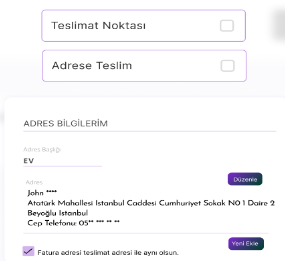 Teslimat Noktası
Adrese Teslim
ADRES BİLGİLERİM
Adres Başlığı
EV
Adres
Düzenle
John ****
Atatürk Mahallesi Istanbul Caddesi Cumhuriyet Sokak NO 1 Daire 2
Beyoğlu Istanbul
Cep Telefonu: 05** *** ** **
Yeni Ekle
Fatura adresi teslimat adresi ile aynı olsun.